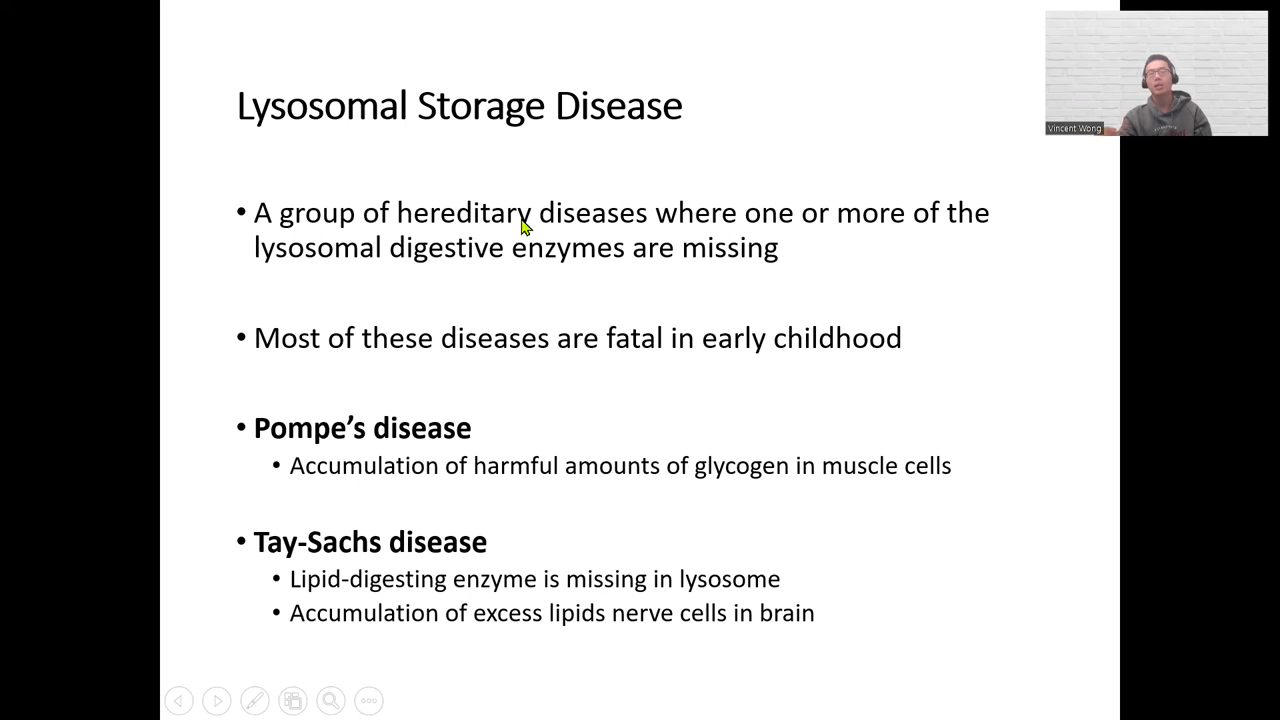 Lysosomal Storage Disease
Vincent Wong
• A group of hereditary diseases where one or more of the
lysosomal digestive enzymes are missing
• Most of these diseases are fatal in early childhood
• Pompe’s disease
• Accumulation of harmful amounts of glycogen in muscle cells
• Tay-Sachs disease
• Lipid-digesting enzyme is missing in lysosome
• Accumulation of excess lipids nerve cells in brain